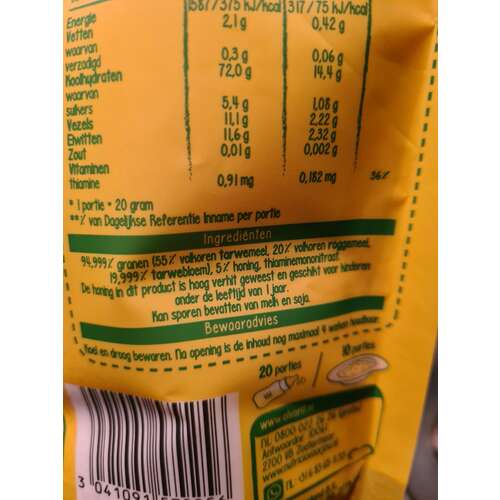 Energie 1587/375 kJ/kcal 317/75 kJ/kcal
Vetten 2,1 g 0,42 g
waarvan
verzadigd 0,3 g 0,06 g
Koolhydraten 72,0 g 14,4 g
waarvan
suikers 5,4 g 1,08 g
Vezels 11,1 g 2,22 g
Eiwitten 11,6 g 2,32 g
Zout 0,01 g 0,002 g
Vitaminen
thiamine 0,91 mg 0,182 mg 36%
* 1 portie = 20 gram
**% van Dagelijkse Referentie Inname per portie
Ingrediënten
94,999% granen (55% volkoren tarwemeel, 20% volkoren roggemeel,
19,999% tarwebloem), 5% honing, thiaminemononitraat.
De honing in dit product is hoog verhit geweest en geschikt voor kinderen
onder de leeftijd van 1 jaar.
Kan sporen bevatten van melk en soja.
Bewaaradvies
Koel en droog bewaren. Na opening is de inhoud nog maximaal 4 weken houdbaar.
20 porties 10 porties
www.olvarit.nl
NL: 0800-022
Antwoordnr.
2700 VB Zoetermeer
3 041091